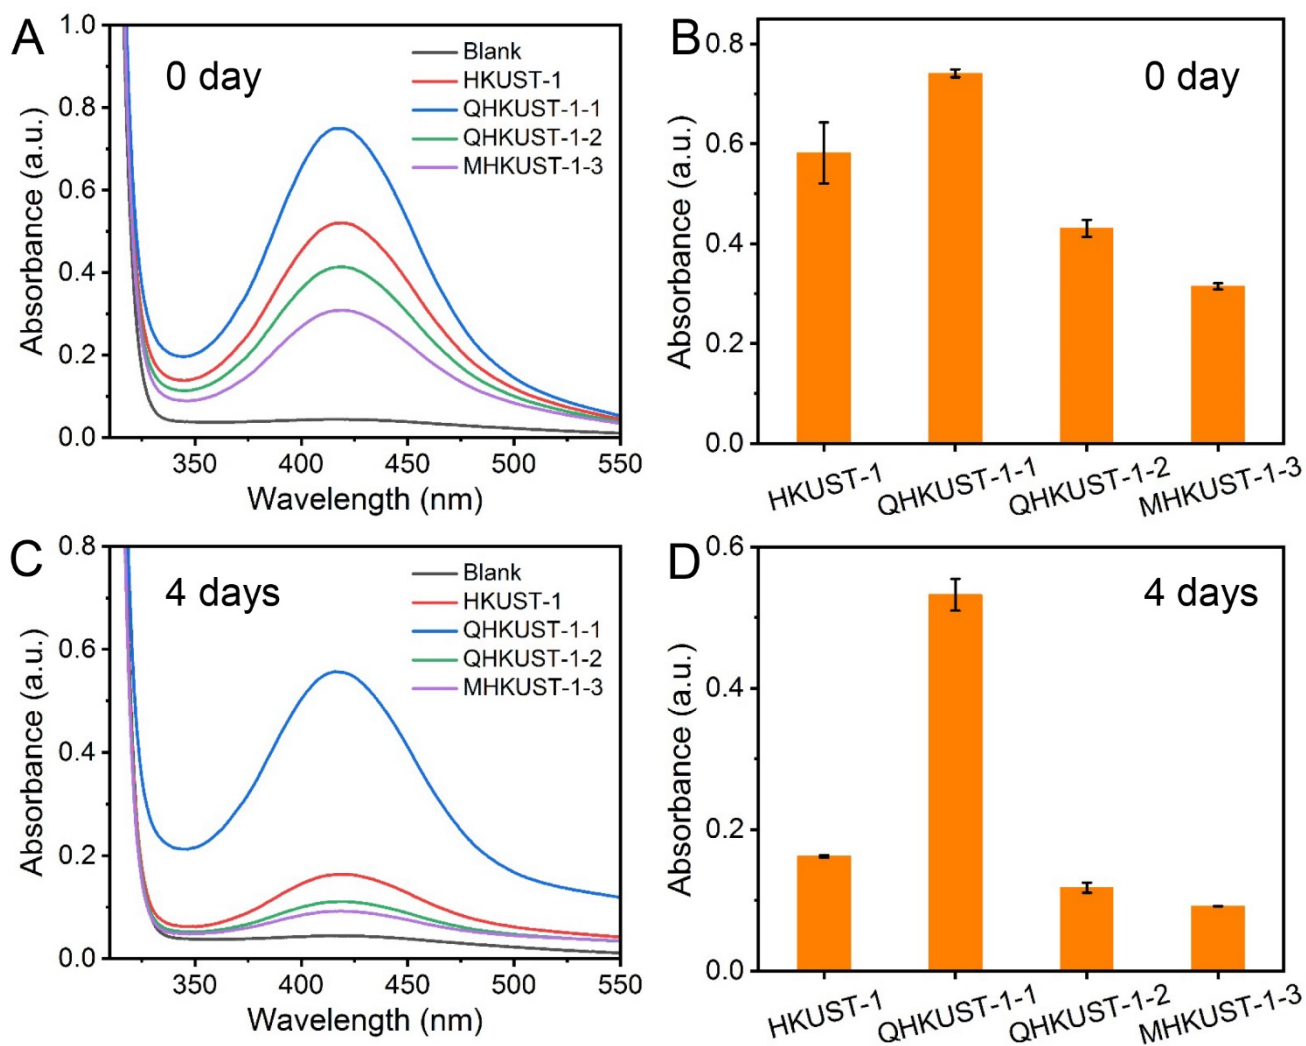 A
0 day
Blank
HKUST-1
QHKUST-1-1
QHKUST-1-2
MHKUST-1-3
Absorbance (a.u.)
1.0
0.8
0.6
0.4
0.2
0.0
350 400 450 500 550
Wavelength (nm)
B
0 day
Absorbance (a.u.)
0.8
0.6
0.4
0.2
0.0
HKUST-1 QHKUST-1-1 QHKUST-1-2 MHKUST-1-3
C
4 days
Blank
HKUST-1
QHKUST-1-1
QHKUST-1-2
MHKUST-1-3
Absorbance (a.u.)
0.8
0.6
0.4
0.2
0.0
350 400 450 500 550
Wavelength (nm)
D
4 days
Absorbance (a.u.)
0.6
0.4
0.2
0.0
HKUST-1 QHKUST-1-1 QHKUST-1-2 MHKUST-1-3